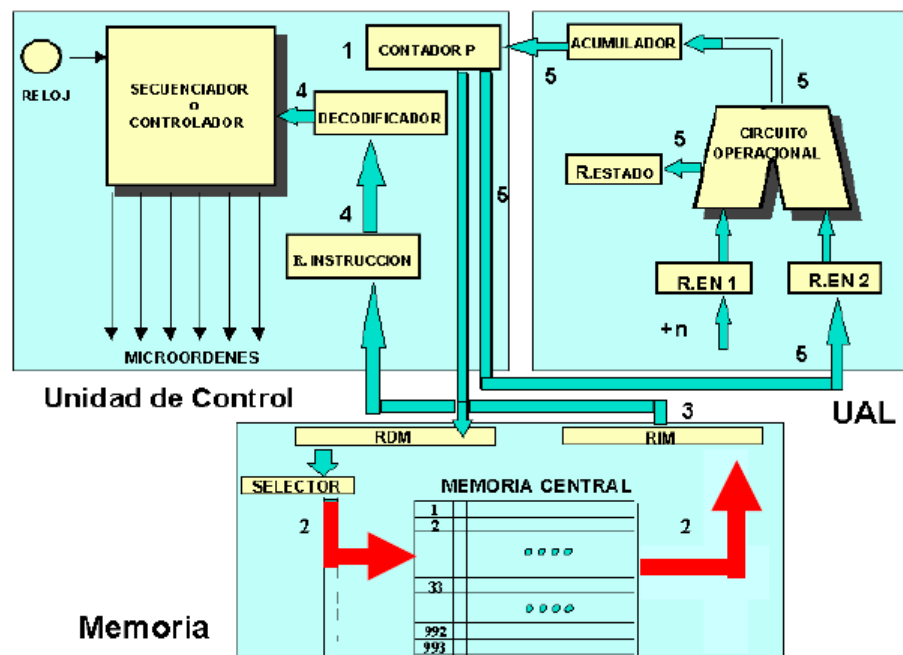 RELOJ
SECUENCIADOR
o
CONTROLADOR
1
CONTADOR P
5
ACUMULADOR
5
4
DECODIFICADOR
4
R. INSTRUCCION
5
CIRCUITO
OPERACIONAL
5
R.ESTADO
R.EN 1
R.EN 2
+n
5
MICROORDENES
Unidad de Control
UAL
3
RDM
RIM
SELECTOR
MEMORIA CENTRAL
2
2
1
2
33
992
993
Memoria